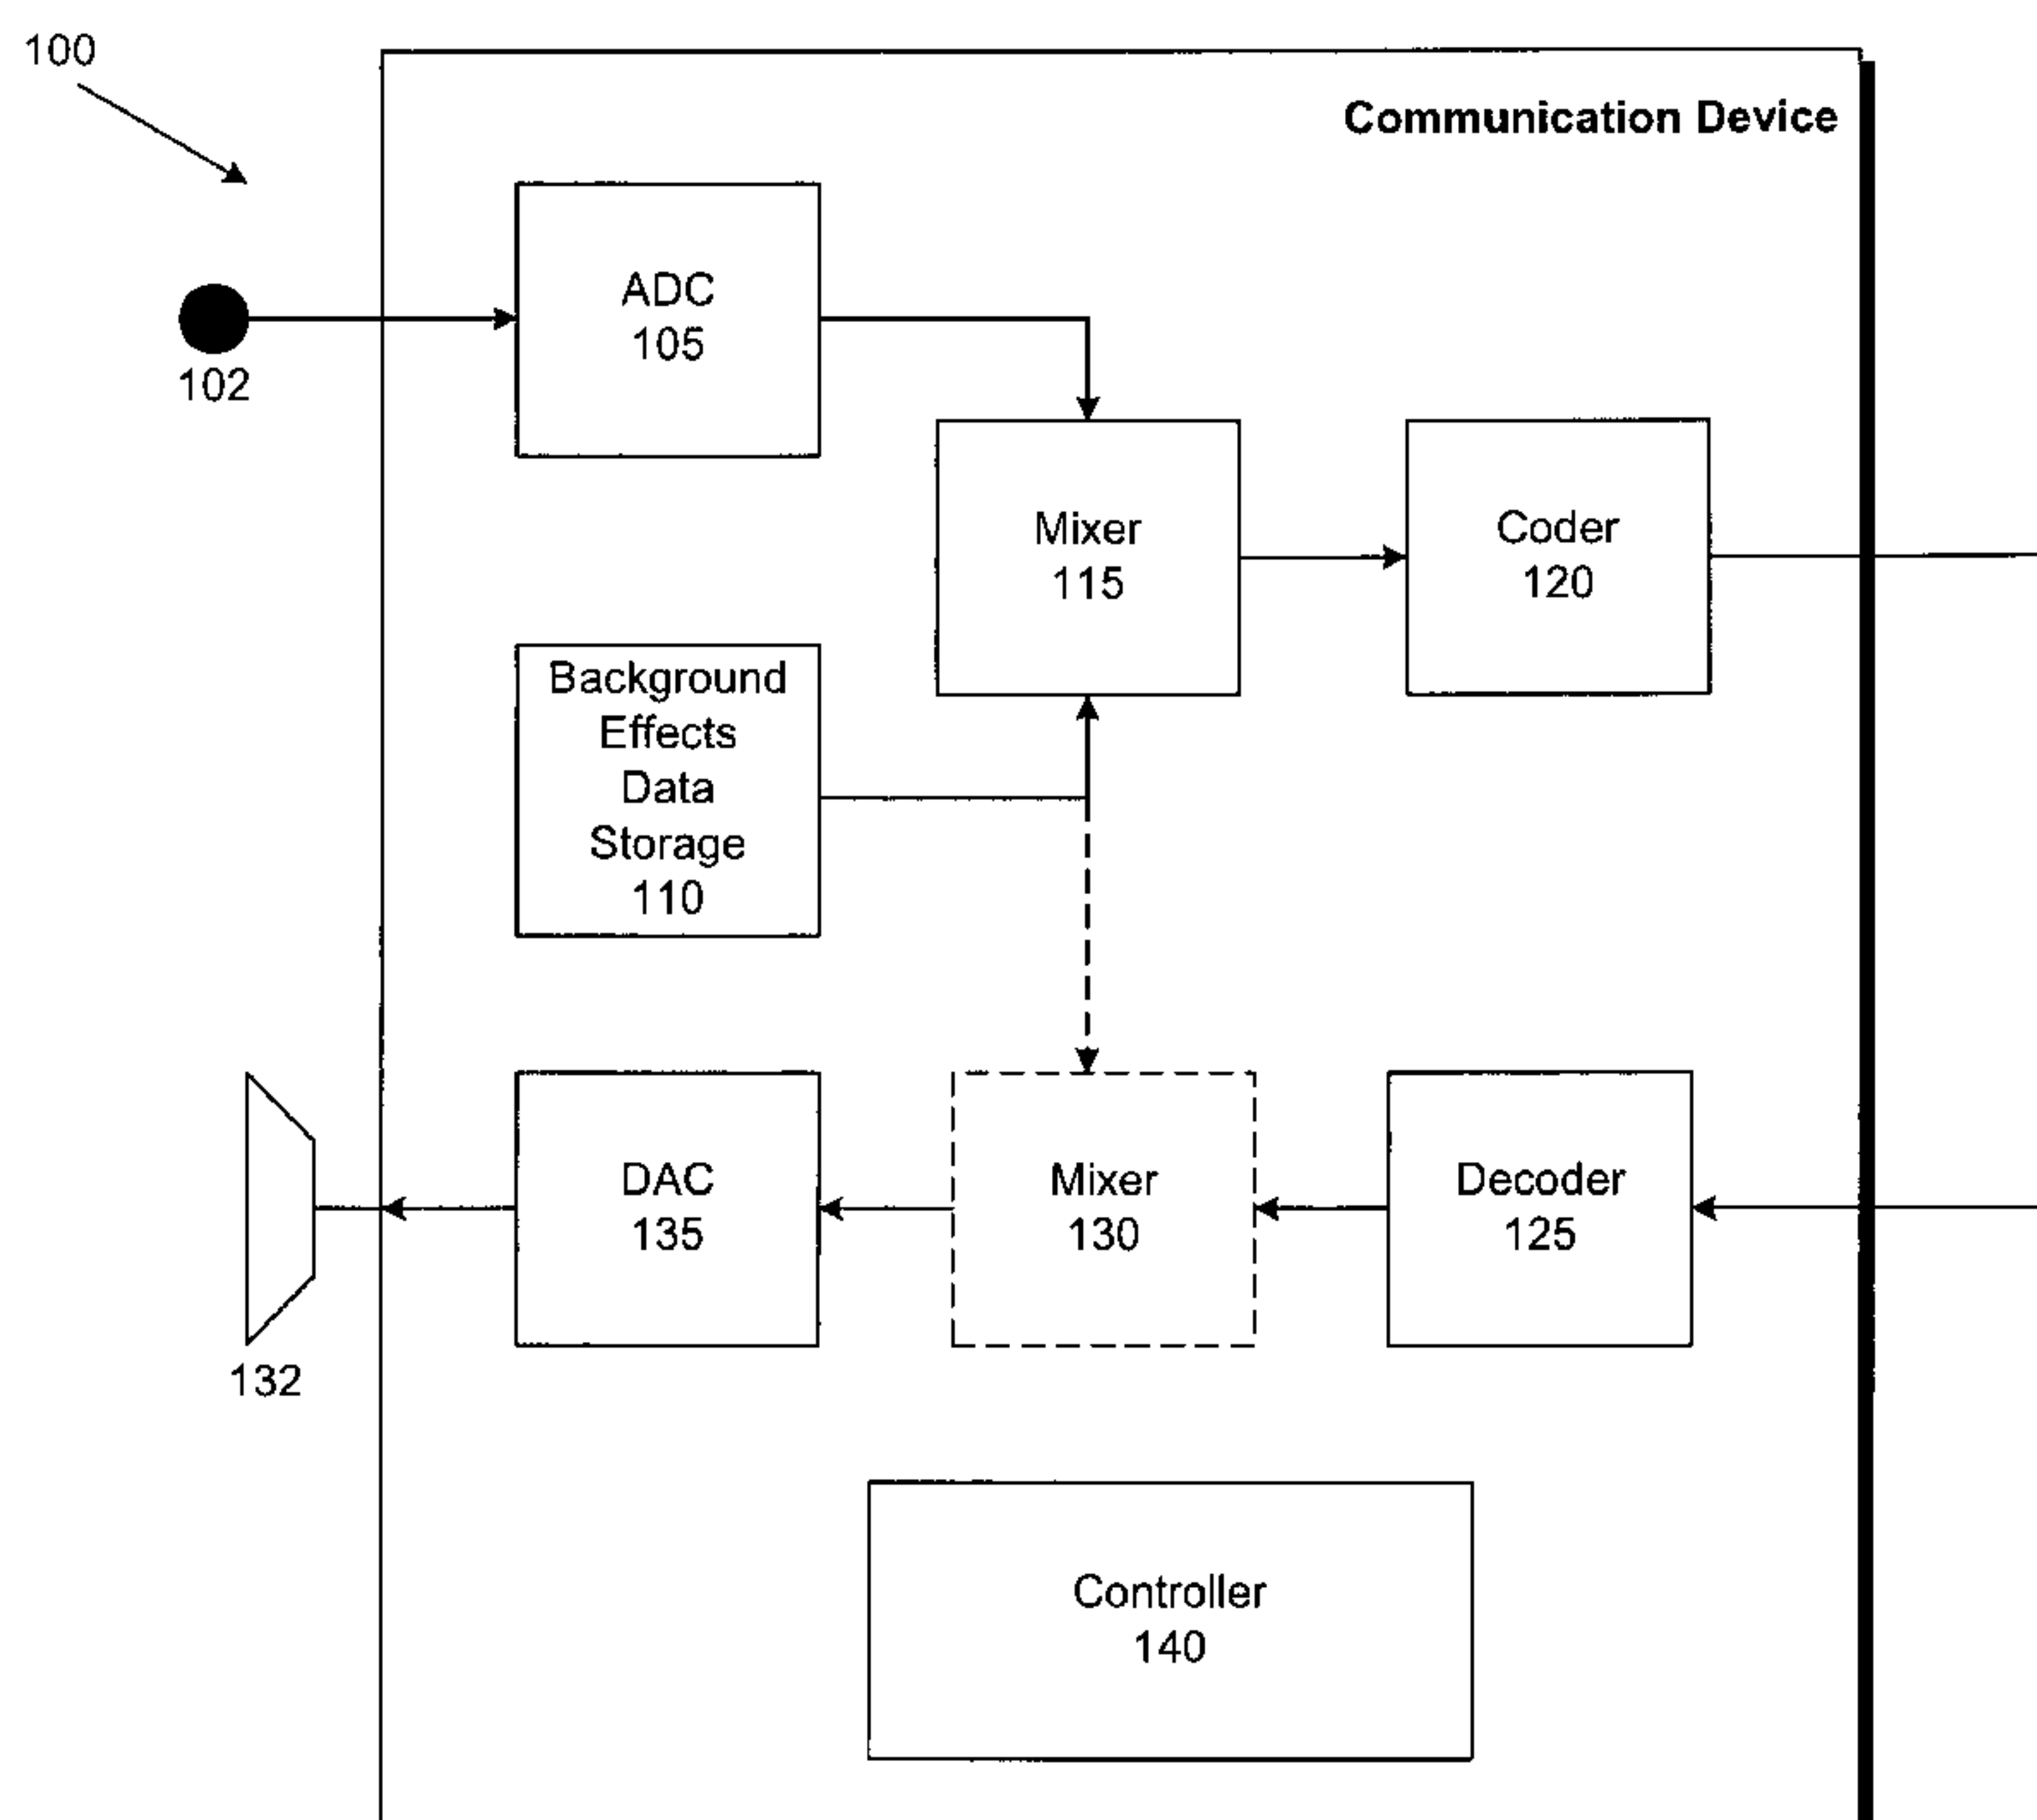 100
Communication Device
ADC
105
102
Mixer
115
Coder
120
Background
Effects
Data
Storage
110
DAC
135
Mixer
130
Decoder
125
132
Controller
140